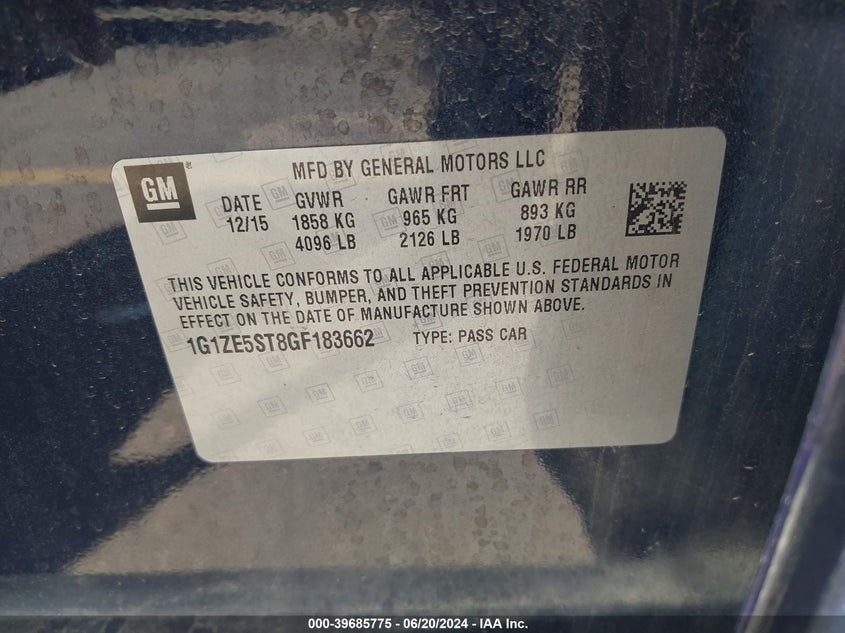 GM
MFD BY GENERAL MOTORS LLC
DATE GVWR GAWR FRT GAWR RR
12/15 1858 KG 965 KG 893 KG
4096 LB 2126 LB 1970 LB
THIS VEHICLE CONFORMS TO ALL APPLICABLE U.S. FEDERAL MOTOR
VEHICLE SAFETY, BUMPER, AND THEFT PREVENTION STANDARDS IN
EFFECT ON THE DATE OF MANUFACTURE SHOWN ABOVE.
1G1ZE5ST8GF183662 TYPE: PASS CAR
000-39685775 - 06/20/2024 - IAA Inc.